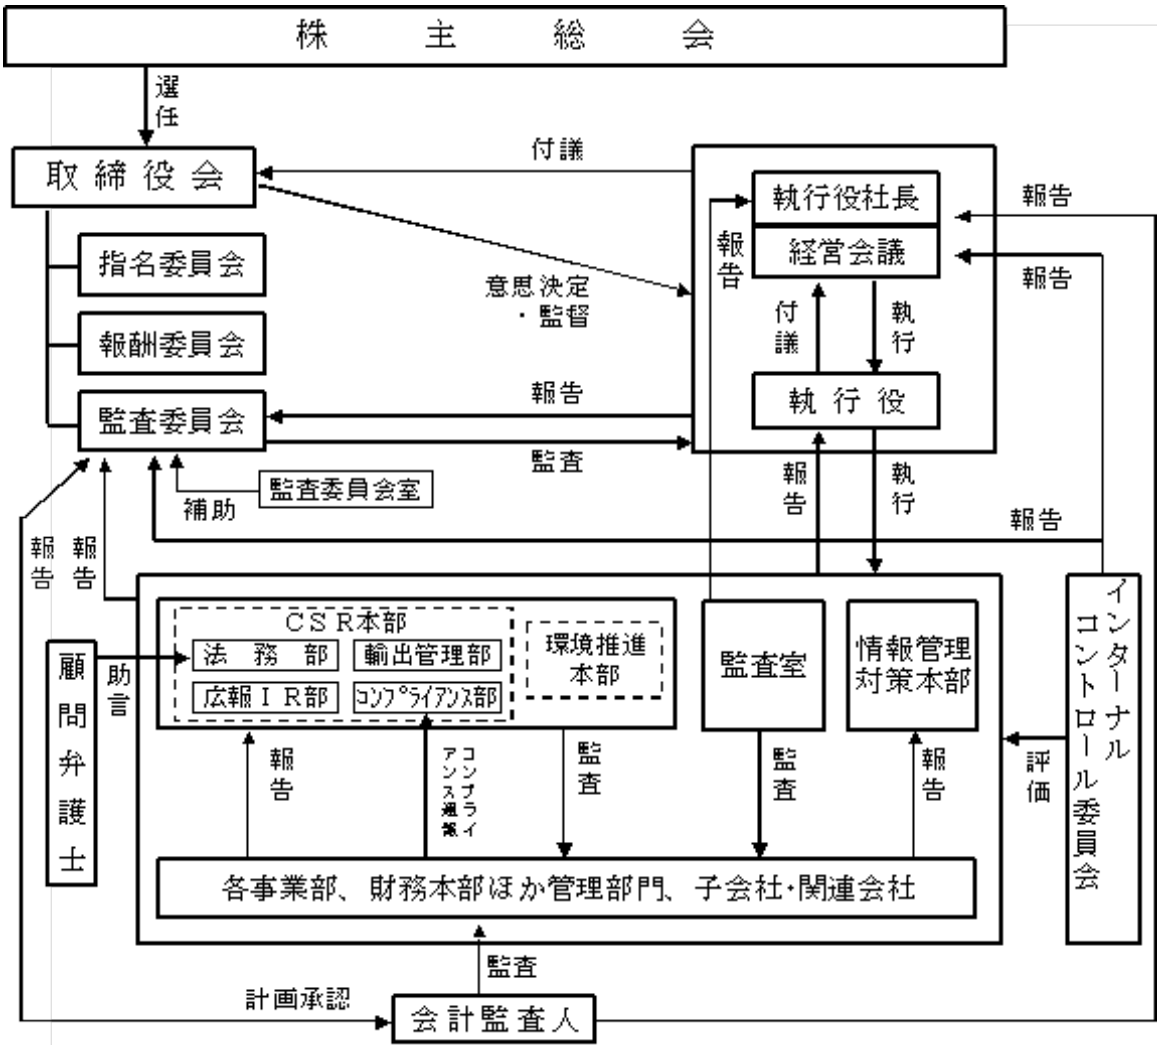 株主総会
選任
取締役会
付議
執行役社長
経営会議
報告
報告
報告
指名委員会
意思決定
・監督
付議
執行
報酬委員会
執行役
監査委員会
報告
監査
監査委員会室
補助
報告
執行
報告
報告
報告
CSR本部
法務部
輸出管理部
広報IR部
コンプライアンス部
環境推進
本部
監査室
情報管理
対策本部
インターナル
コントロール委員会
顧問弁護士
助言
報告
コンプライ
アンス通報
監査
監査
報告
評価
各事業部、財務本部ほか管理部門、子会社・関連会社
監査
計画承認
会計監査人